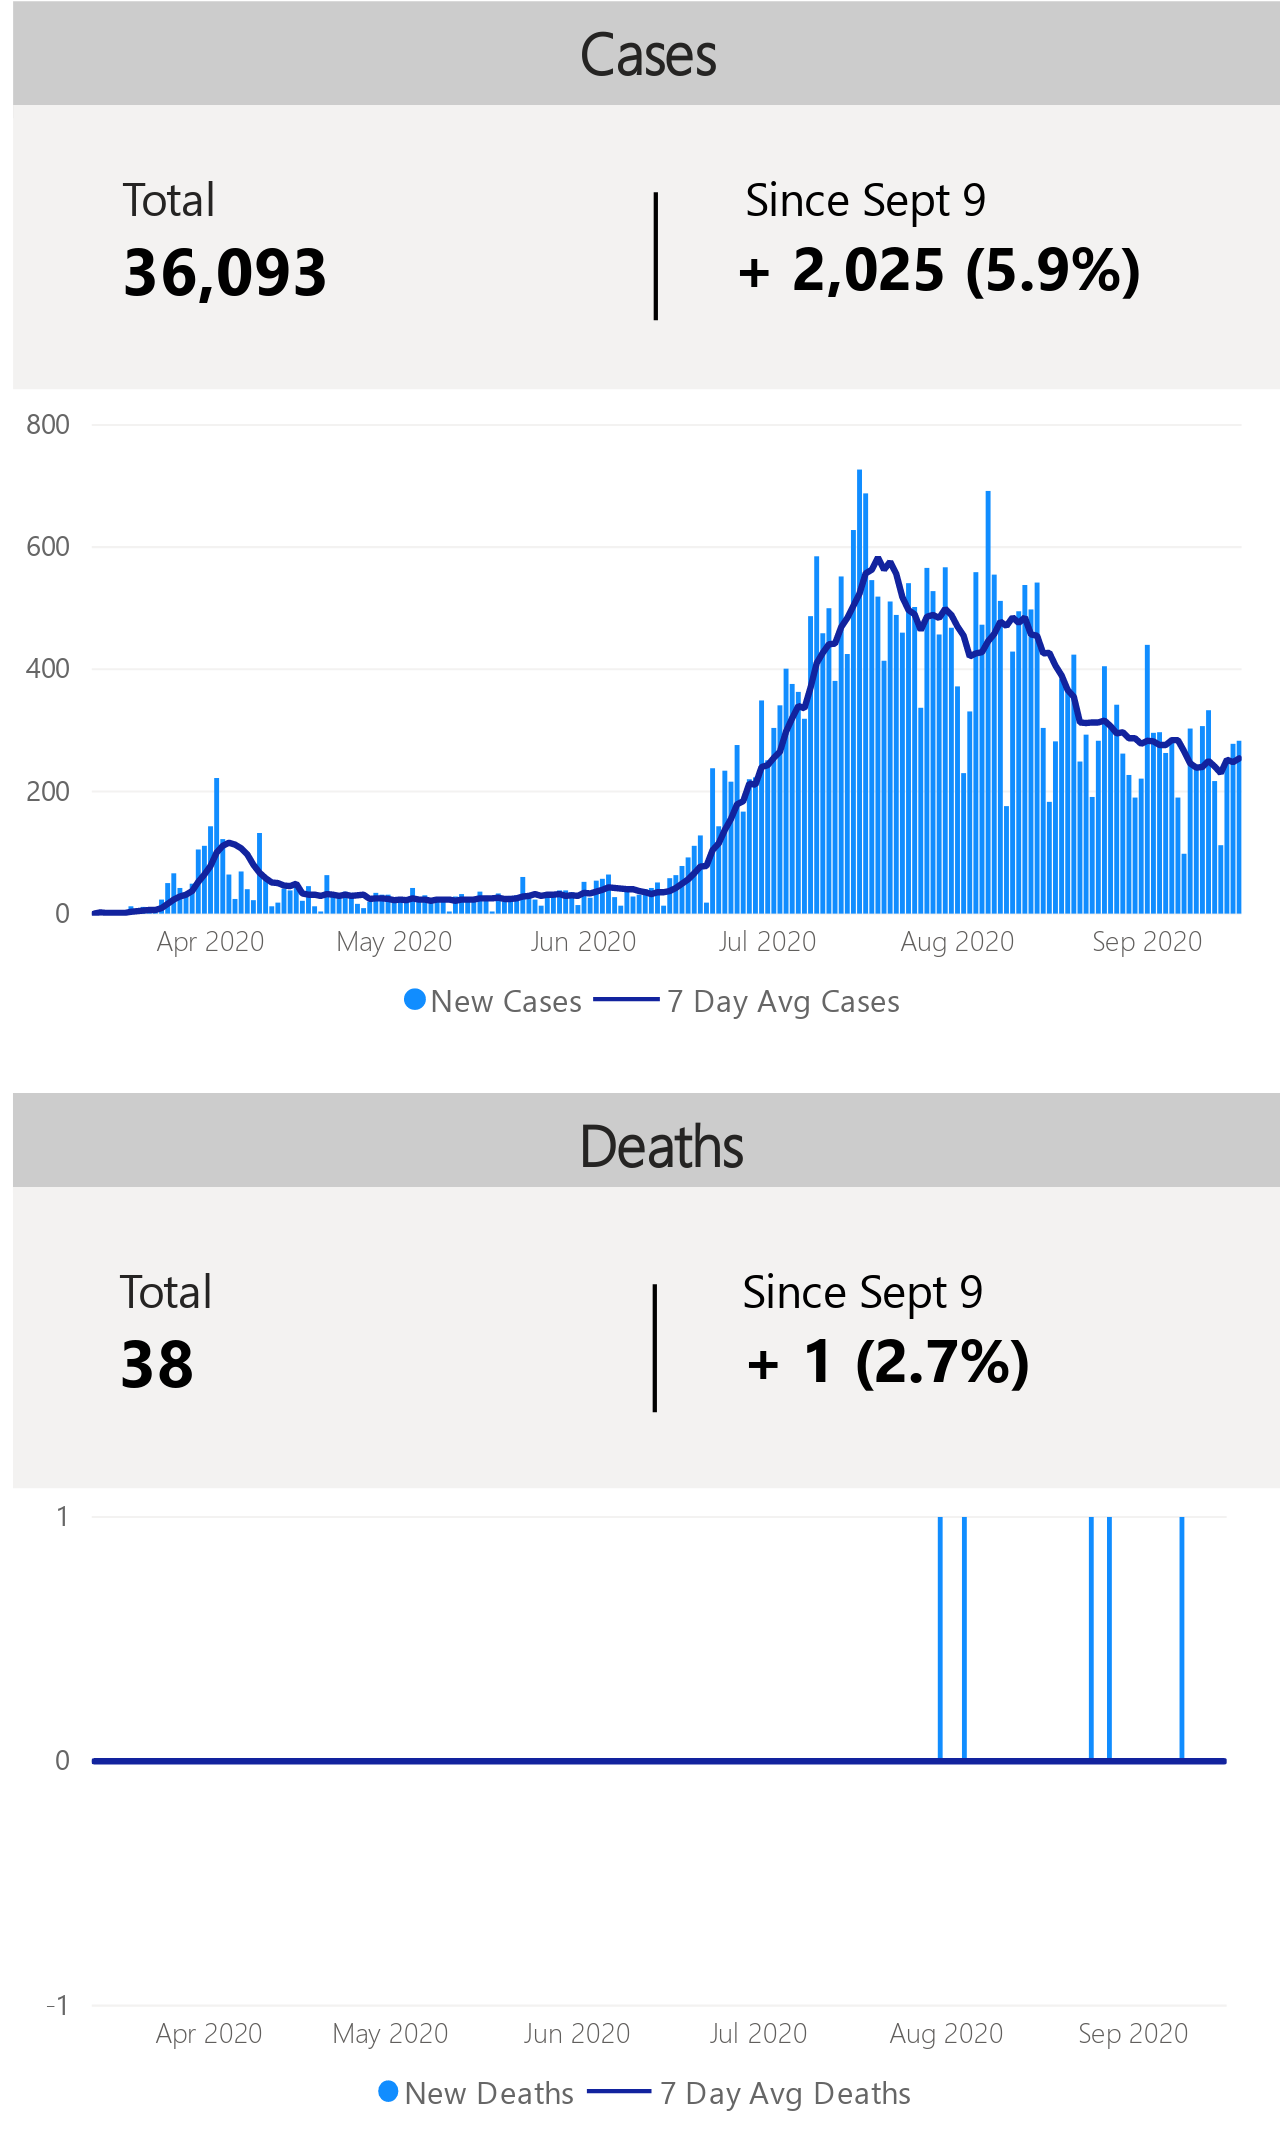 Cases
Total
Since Sept 9
36,093
+ 2,025 (5.9%)
800
600
400
200
0
Apr 2020 May 2020 Jun 2020 Jul 2020 Aug 2020 Sep 2020
New Cases 7 Day Avg Cases
Deaths
Total
Since Sept 9
38
+ 1 (2.7%)
1
0
-1
Apr 2020 May 2020 Jun 2020 Jul 2020 Aug 2020 Sep 2020
New Deaths 7 Day Avg Deaths